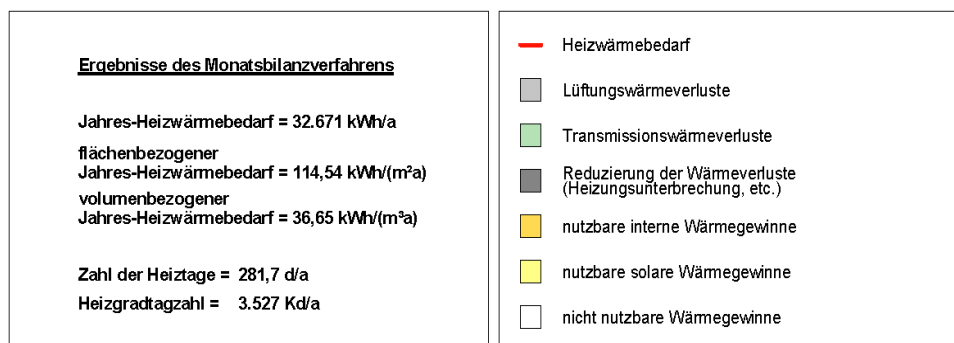 Ergebnisse des Monatsbilanzverfahrens
Jahres-Heizwärmebedarf = 32.671 kWh/a
flächenbezogener
Jahres-Heizwärmebedarf = 114,54 kWh/(m²a)
volumenbezogener
Jahres-Heizwärmebedarf = 36,65 kWh/(m³a)
Zahl der Heiztage = 281,7 d/a
Heizgradtagzahl = 3.527 Kd/a
Heizwärmebedarf
Lüftungswärmeverluste
Transmissionswärmeverluste
Reduzierung der Wärmeverluste
(Heizungsunterbrechung, etc.)
nutzbare interne Wärmegewinne
nutzbare solare Wärmegewinne
nicht nutzbare Wärmegewinne